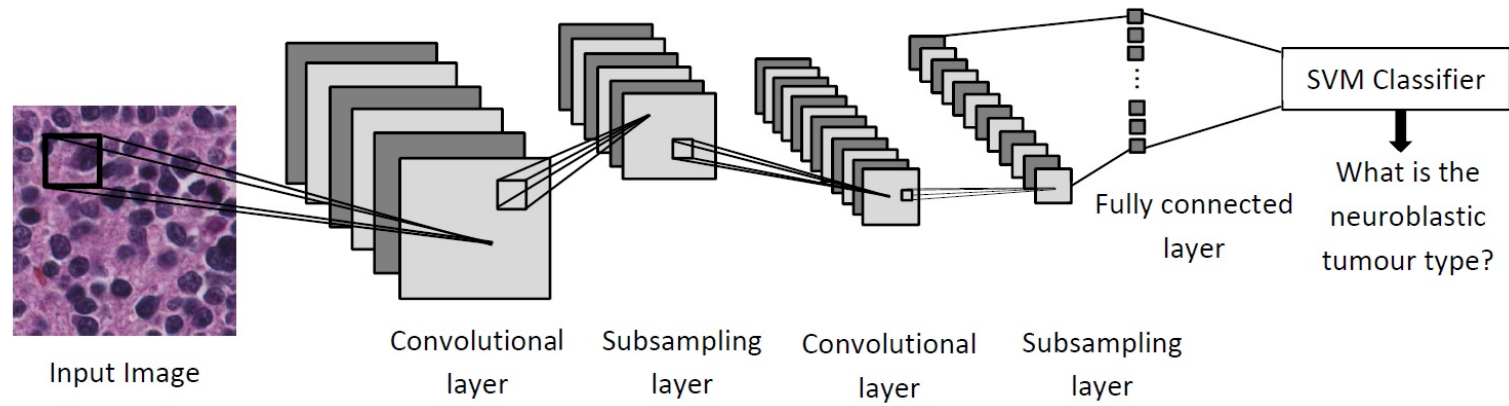 Input Image
Convolutional
layer
Subsampling
layer
Convolutional
layer
Subsampling
layer
Fully connected
layer
SVM Classifier
What is the
neuroblastic
tumour type?